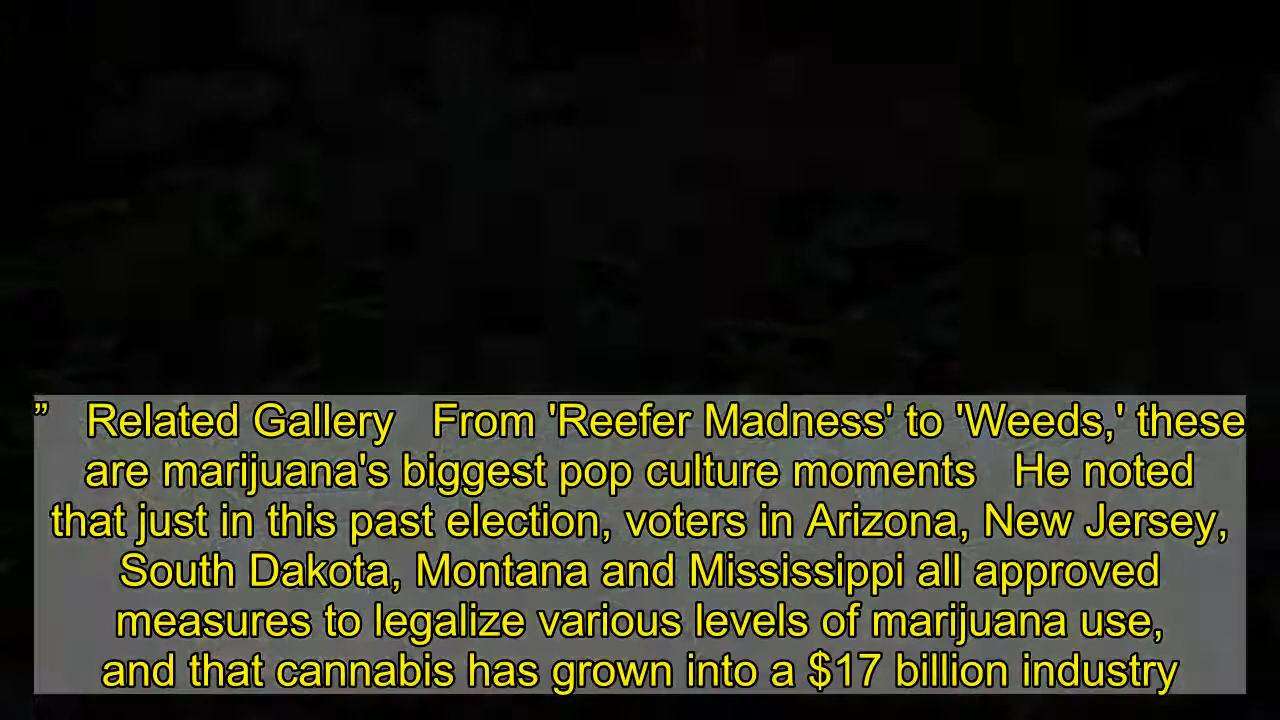 ”   Related Gallery   From 'Reefer Madness' to 'Weeds,' these
are marijuana's biggest pop culture moments   He noted
that just in this past election, voters in Arizona, New Jersey,
South Dakota, Montana and Mississippi all approved
measures to legalize various levels of marijuana use,
and that cannabis has grown into a $17 billion industry